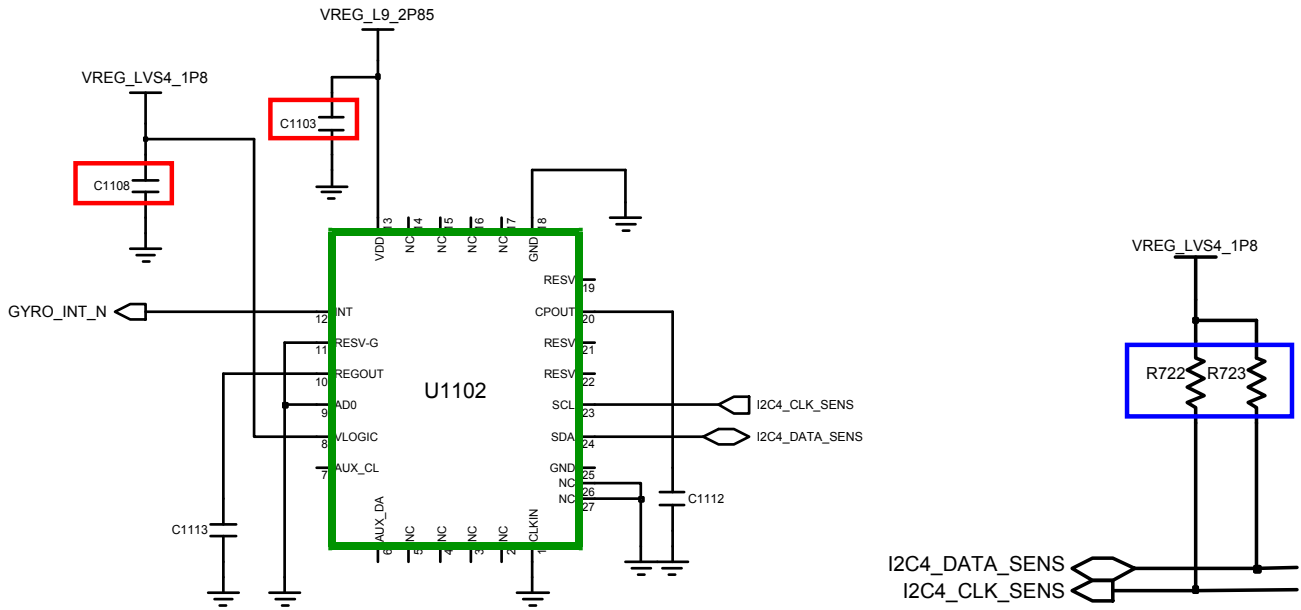 VREG_L9_2P85
VREG_LVS4_1P8
C1103
C1108
VDD 13
NC 14
NC 15
NC 16
NC 17
GND 18
VREG_LVS4_1P8
RESV 19
GYRO_INT_N
INT 12
CPOUT 20
RESV-G 11
RESV 21
REGOUT 10
RESV 22
R722
R723
U1102
AD0 9
SCL 23
I2C4_CLK_SENS
VLOGIC 8
SDA 24
I2C4_DATA_SENS
AUX_CL 7
GND 25
NC 26
NC 27
C1112
C1113
AUX_DA 6
NC 5
NC 4
NC 3
NC 2
CLKIN 1
I2C4_DATA_SENS
I2C4_CLK_SENS